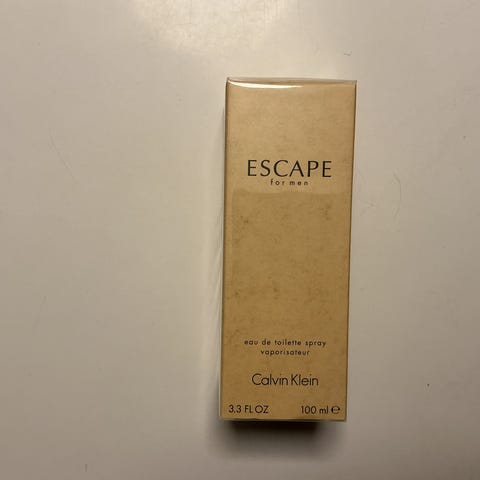 ESCAPE
for men
eau de toilette spray
vaporisateur
Calvin Klein
3.3 FL OZ 100 ml ℮